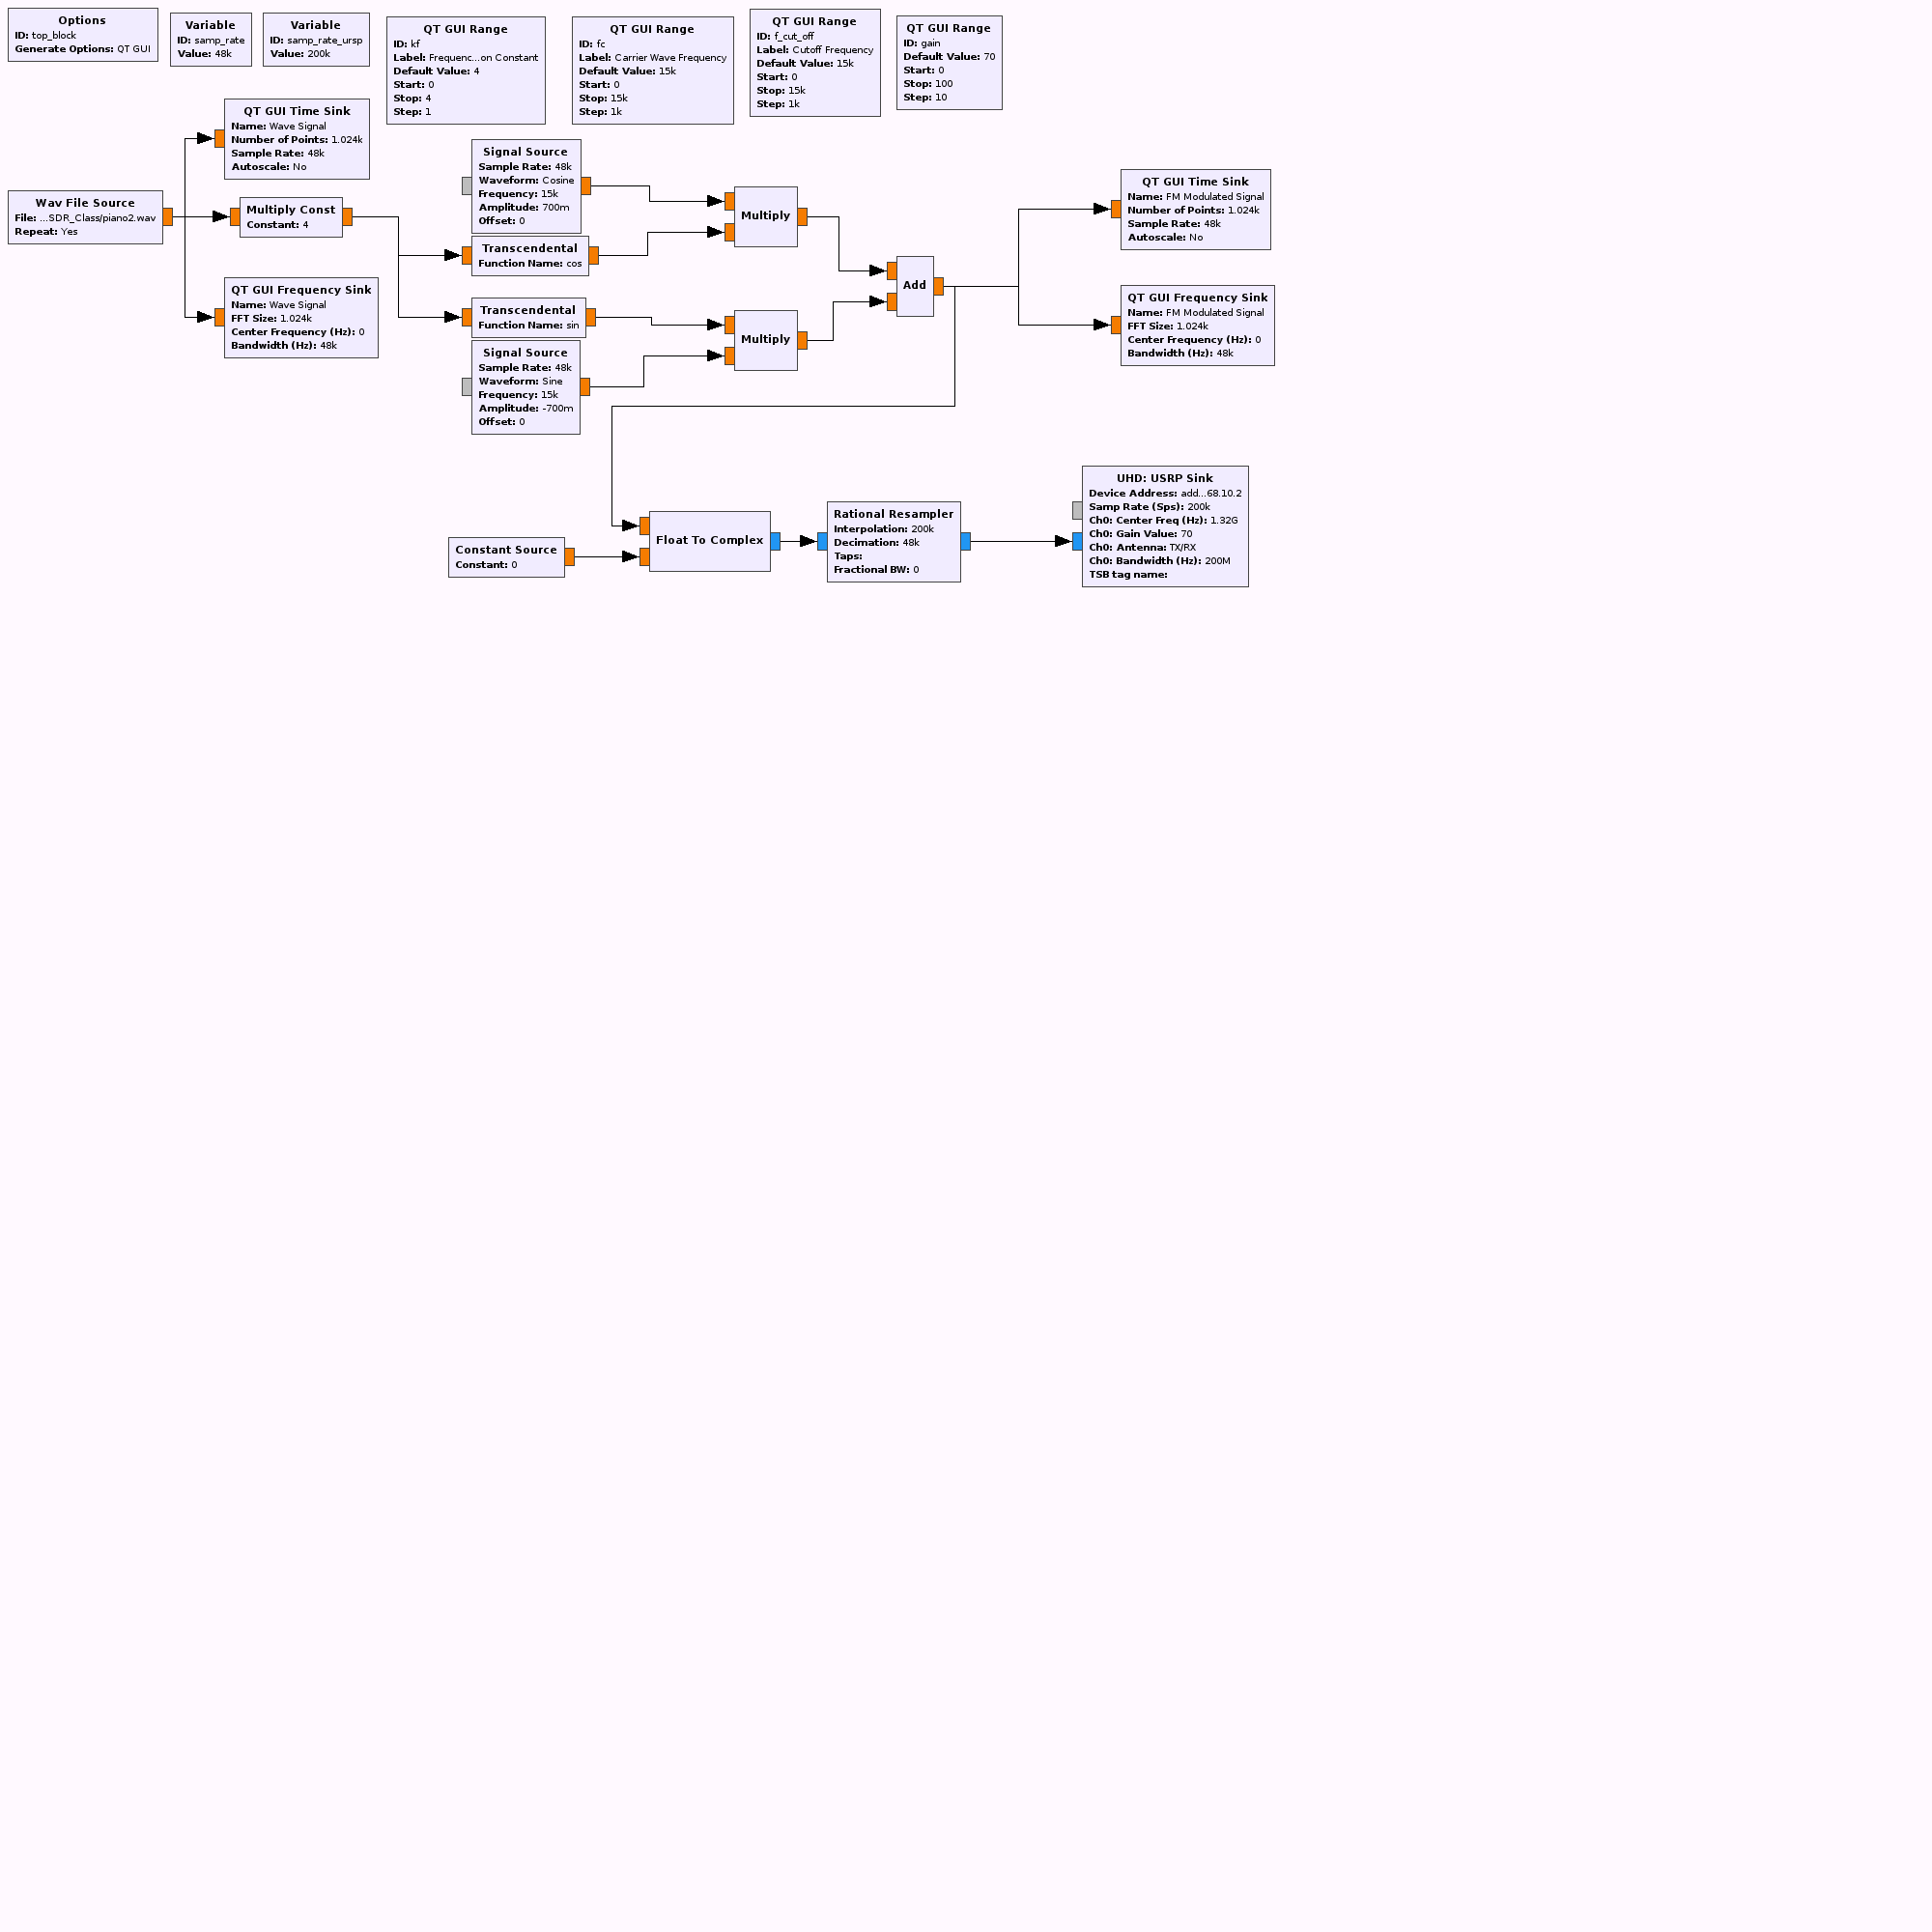 Options
ID: top_block
Generate Options: QT GUI
Variable
ID: samp_rate
Value: 48k
Variable
ID: samp_rate_ursp
Value: 200k
QT GUI Range
ID: kf
Label: Frequenc...on Constant
Default Value: 4
Start: 0
Stop: 4
Step: 1
QT GUI Range
ID: fc
Label: Carrier Wave Frequency
Default Value: 15k
Start: 0
Stop: 15k
Step: 1k
QT GUI Range
ID: f_cut_off
Label: Cutoff Frequency
Default Value: 15k
Start: 0
Stop: 15k
Step: 1k
QT GUI Range
ID: gain
Default Value: 70
Start: 0
Stop: 100
Step: 10
QT GUI Time Sink
Name: Wave Signal
Number of Points: 1.024k
Sample Rate: 48k
Autoscale: No
Wav File Source
File: ...SDR_Class/piano2.wav
Repeat: Yes
Multiply Const
Constant: 4
QT GUI Frequency Sink
Name: Wave Signal
FFT Size: 1.024k
Center Frequency (Hz): 0
Bandwidth (Hz): 48k
Signal Source
Sample Rate: 48k
Waveform: Cosine
Frequency: 15k
Amplitude: 700m
Offset: 0
Transcendental
Function Name: cos
Transcendental
Function Name: sin
Signal Source
Sample Rate: 48k
Waveform: Sine
Frequency: 15k
Amplitude: -700m
Offset: 0
Multiply
Multiply
Add
QT GUI Time Sink
Name: FM Modulated Signal
Number of Points: 1.024k
Sample Rate: 48k
Autoscale: No
QT GUI Frequency Sink
Name: FM Modulated Signal
FFT Size: 1.024k
Center Frequency (Hz): 0
Bandwidth (Hz): 48k
Constant Source
Constant: 0
Float To Complex
Rational Resampler
Interpolation: 200k
Decimation: 48k
Taps:
Fractional BW: 0
UHD: USRP Sink
Device Address: add...68.10.2
Samp Rate (Sps): 200k
Ch0: Center Freq (Hz): 1.32G
Ch0: Gain Value: 70
Ch0: Antenna: TX/RX
Ch0: Bandwidth (Hz): 200M
TSB tag name: